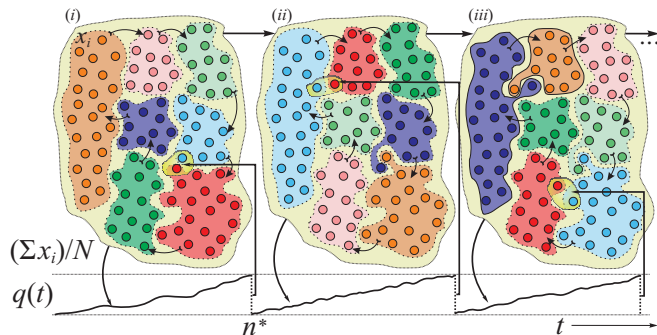 (i) (ii) (iii)
x_i
...
(Σx_i)/N
q(t)
n* t